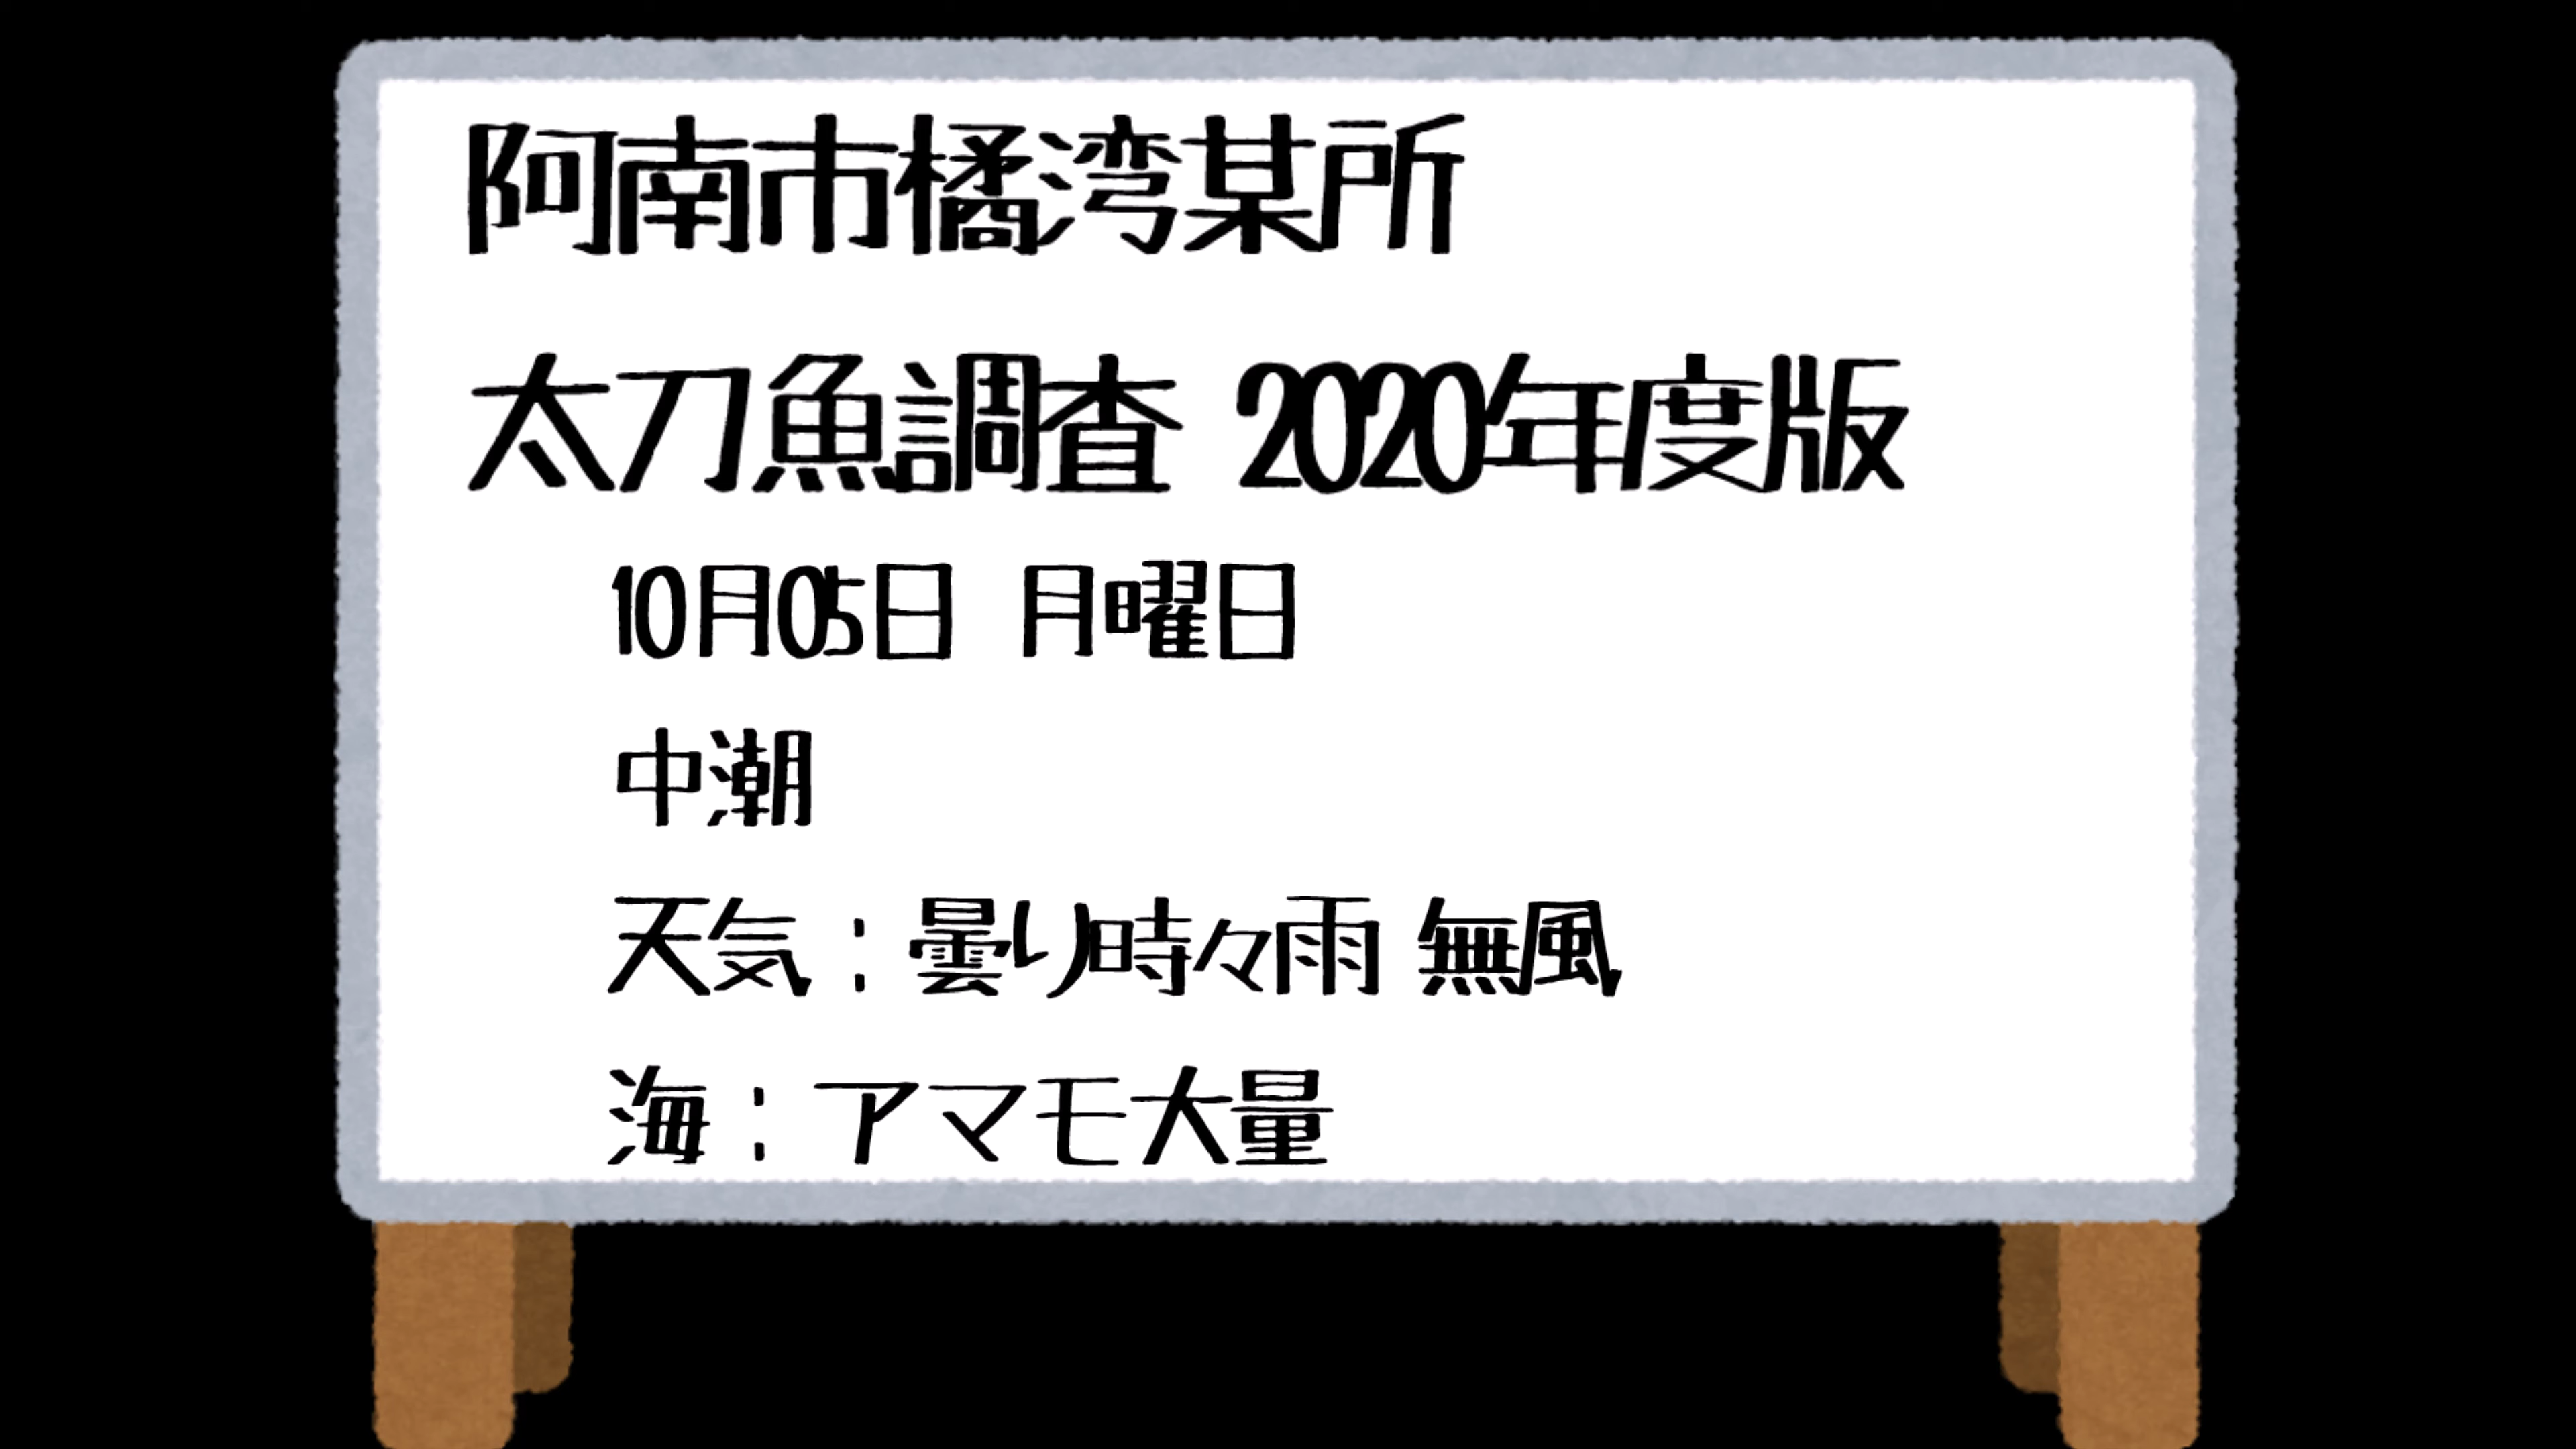 阿南市橘湾某所
太刀魚調査 2020年度版
10月05日 月曜日
中潮
天気：曇り時々雨 無風
海：アマモ大量